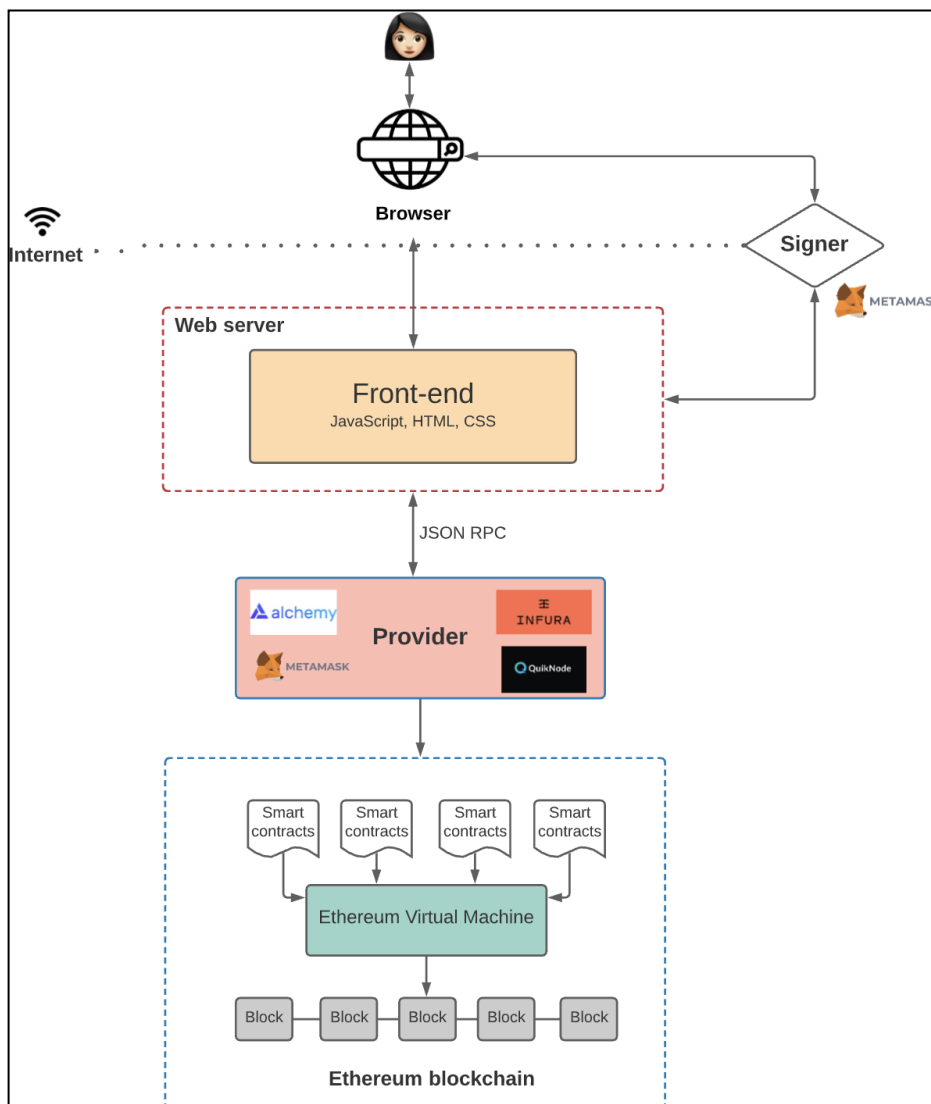 Browser
Internet
Signer
METAMASK
Web server
Front-end
JavaScript, HTML, CSS
JSON RPC
alchemy
INFURA
Provider
METAMASK
QuikNode
Smart
contracts
Smart
contracts
Smart
contracts
Smart
contracts
Ethereum Virtual Machine
Block
Block
Block
Block
Block
Ethereum blockchain